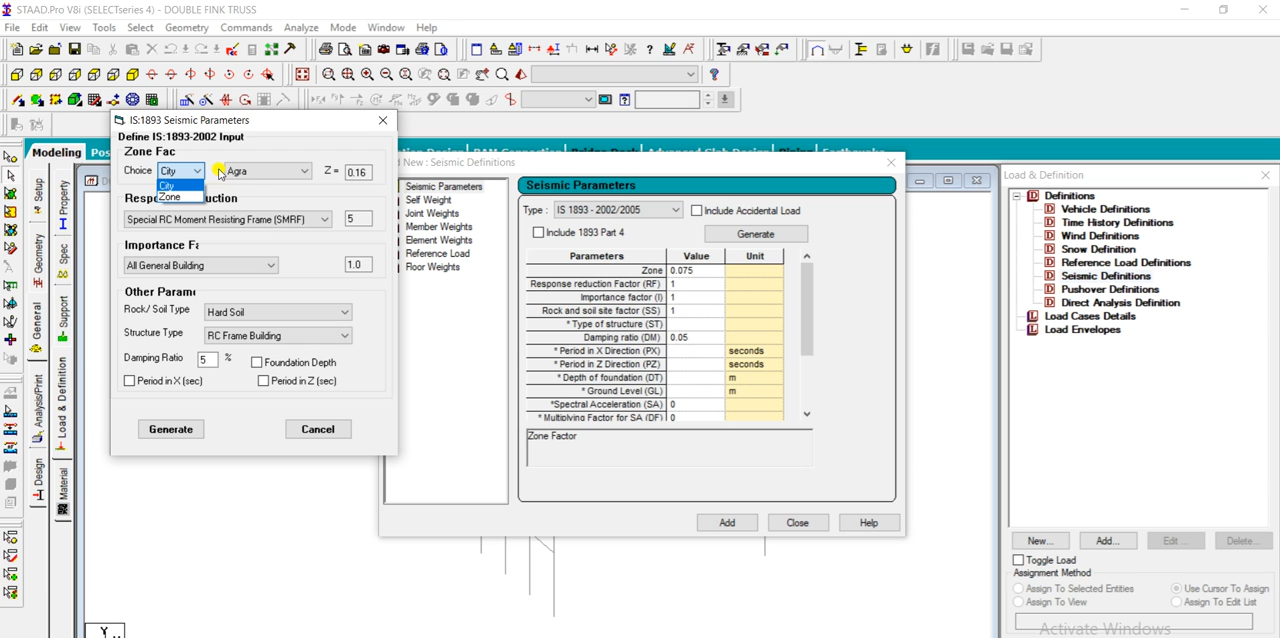 STAAD.Pro V8i (SELECTseries 4) - DOUBLE FINK TRUSS
File Edit View Tools Select Geometry Commands Analyze Mode Window Help
Modeling
IS:1893 Seismic Parameters
Define IS:1893-2002 Input
Zone Fac
Choice City Agra Z = 0.16
City
Zone
Special RC Moment Resisting Frame (SMRF) 5
Importance Fa
All General Building 1.0
Other Parame
Rock/ Soil Type Hard Soil
Structure Type RC Frame Building
Damping Ratio 5 % Foundation Depth
Period in X (sec) Period in Z (sec)
Generate Cancel
Setup
Geometry
General
Analysis/Print
Design
Property
Spec
Support
Load & Definition
Material
New : Seismic Definitions
Seismic Parameters
Self Weight
Joint Weights
Member Weights
Element Weights
Reference Load
Floor Weights
Seismic Parameters
Type : IS 1893 - 2002/2005 Include Accidental Load
Include 1893 Part 4 Generate
Parameters Value Unit
Zone 0.075
Response reduction Factor (RF) 1
Importance factor (I) 1
Rock and soil site factor (SS) 1
* Type of structure (ST)
Damping ratio (DM) 0.05
* Period in X Direction (PX) seconds
* Period in Z Direction (PZ) seconds
* Depth of foundation (DT) m
* Ground Level (GL) m
*Spectral Acceleration (SA) 0
* Multiplying Factor for SA (DF) 0
Zone Factor
Add Close Help
Load & Definition
Definitions
Vehicle Definitions
Time History Definitions
Wind Definitions
Snow Definition
Reference Load Definitions
Seismic Definitions
Pushover Definitions
Direct Analysis Definition
Load Cases Details
Load Envelopes
New... Add... Edit ... Delete...
Toggle Load
Assignment Method
Assign To Selected Entities Use Cursor To Assign
Assign To View Assign To Edit List
Activate Windows
Y